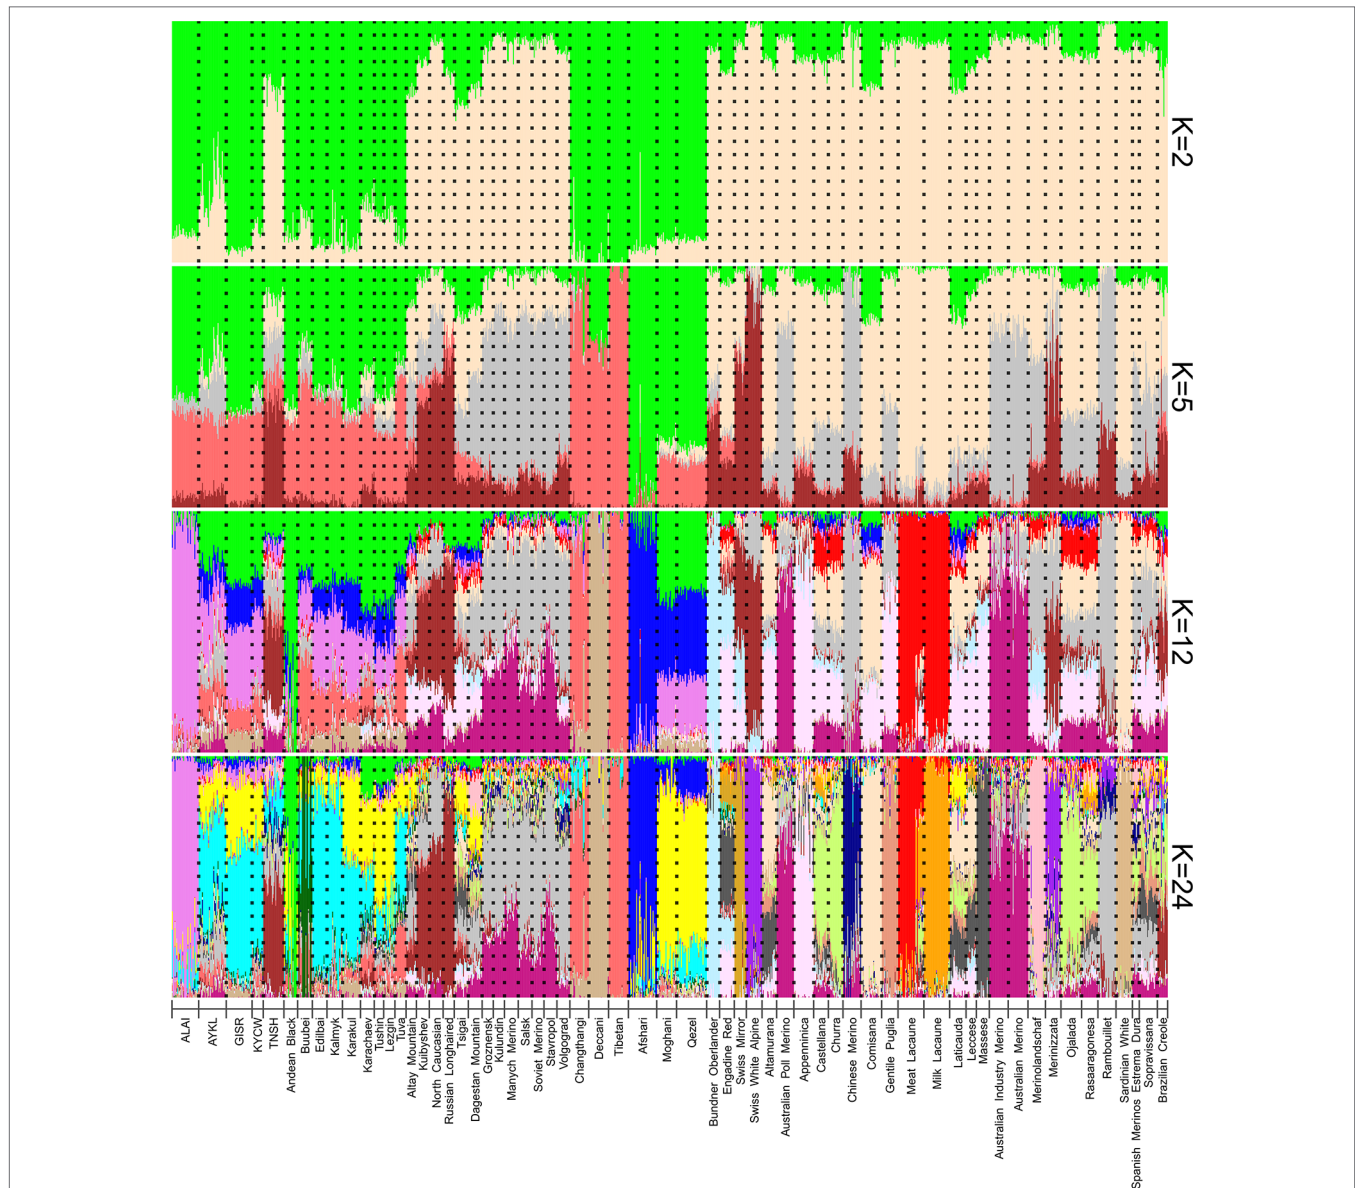 K=2
K=5
K=12
K=24
ALAI
AYKL
GISR
KYCW
TNSH
Andean Black
Buubei
Edilbai
Kalmyk
Karakul
Karachaev
Tushin
Lezgin
Tuva
Altay Mountain
Kuibyshev
North Caucasian
Russian Longhaired
Tsigai
Dagestan Mountain
Groznensk
Kulundin
Manych Merino
Salsk
Soviet Merino
Stavropol
Volgograd
Changthangi
Deccani
Tibetan
Afshari
Moghani
Qezel
Bundner Oberlander
Engadine Red
Swiss Mirror
Swiss White Alpine
Altamurana
Australian Poll Merino
Appenninica
Castellana
Churra
Chinese Merino
Comisana
Gentile Puglia
Meat Lacaune
Milk Lacaune
Laticauda
Leccese
Massese
Australian Industry Merino
Australian Merino
Merinolandschaf
Merinizzata
Ojalada
Rasaaragonesa
Rambouillet
Sardinian White
Spanish Merinos Estrema Dura
Sopravissana
Brazilian Creole